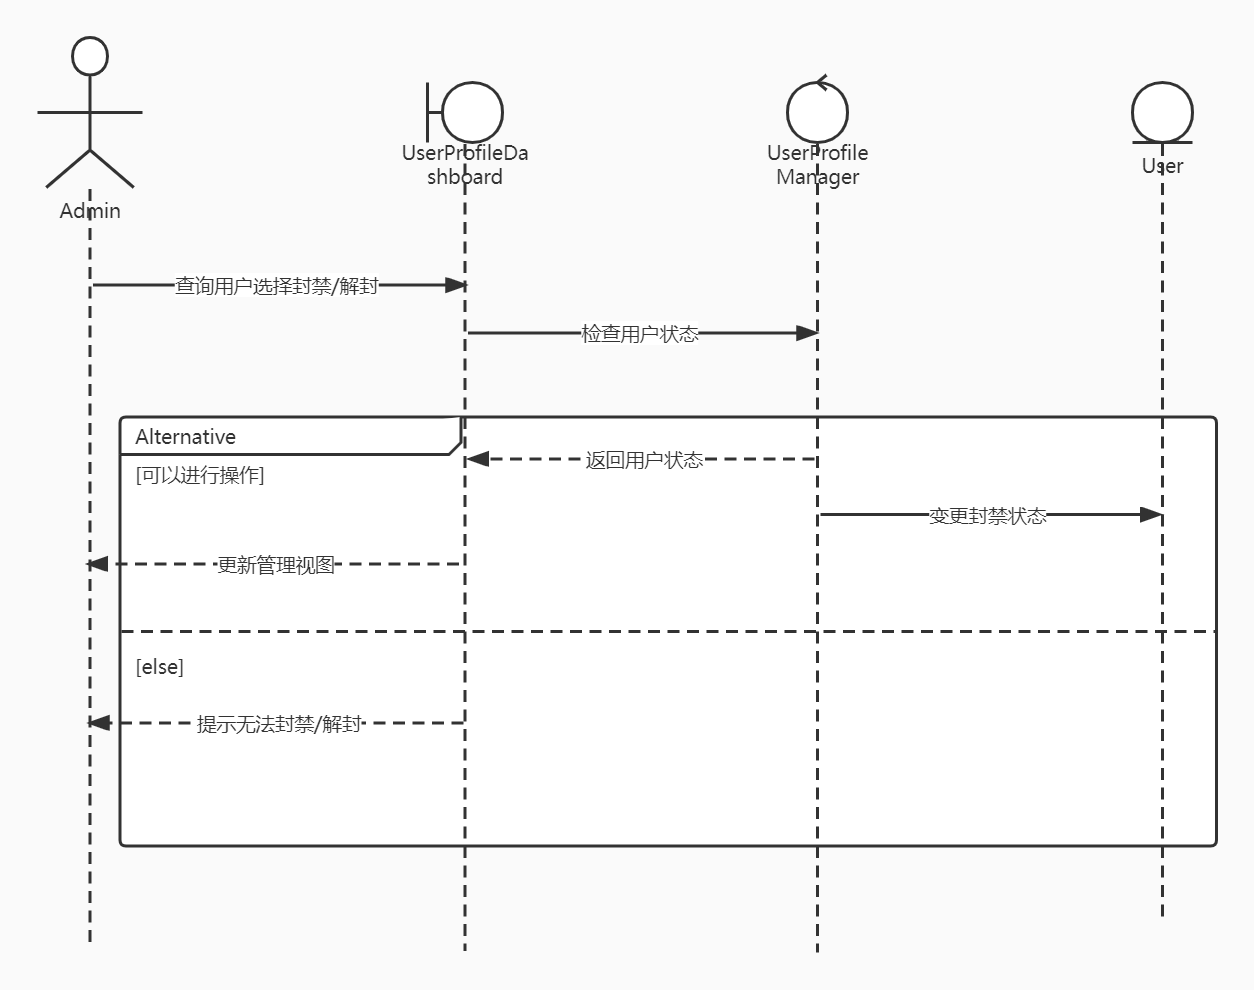 Admin
UserProfileDa
shboard
UserProfile
Manager
User
查询用户选择封禁/解封
检查用户状态
Alternative
[可以进行操作]
返回用户状态
变更封禁状态
更新管理视图
[else]
提示无法封禁/解封